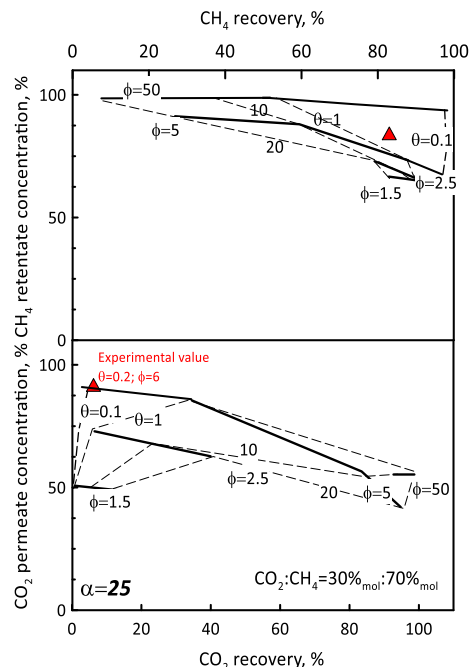 CH₄ recovery, %
0 20 40 60 80 100
100
50
0
CH₄ retentate concentration, %
ϕ=50
ϕ=5
10
20
θ=1
θ=0.1
ϕ=2.5
ϕ=1.5
100
50
0
CO₂ permeate concentration, %
Experimental value
θ=0.2; ϕ=6
θ=0.1
θ=1
10
ϕ=2.5
20
ϕ=5
ϕ=50
ϕ=1.5
α=25
CO₂:CH₄=30%mol:70%mol
0 20 40 60 80 100
CO₂ recovery, %